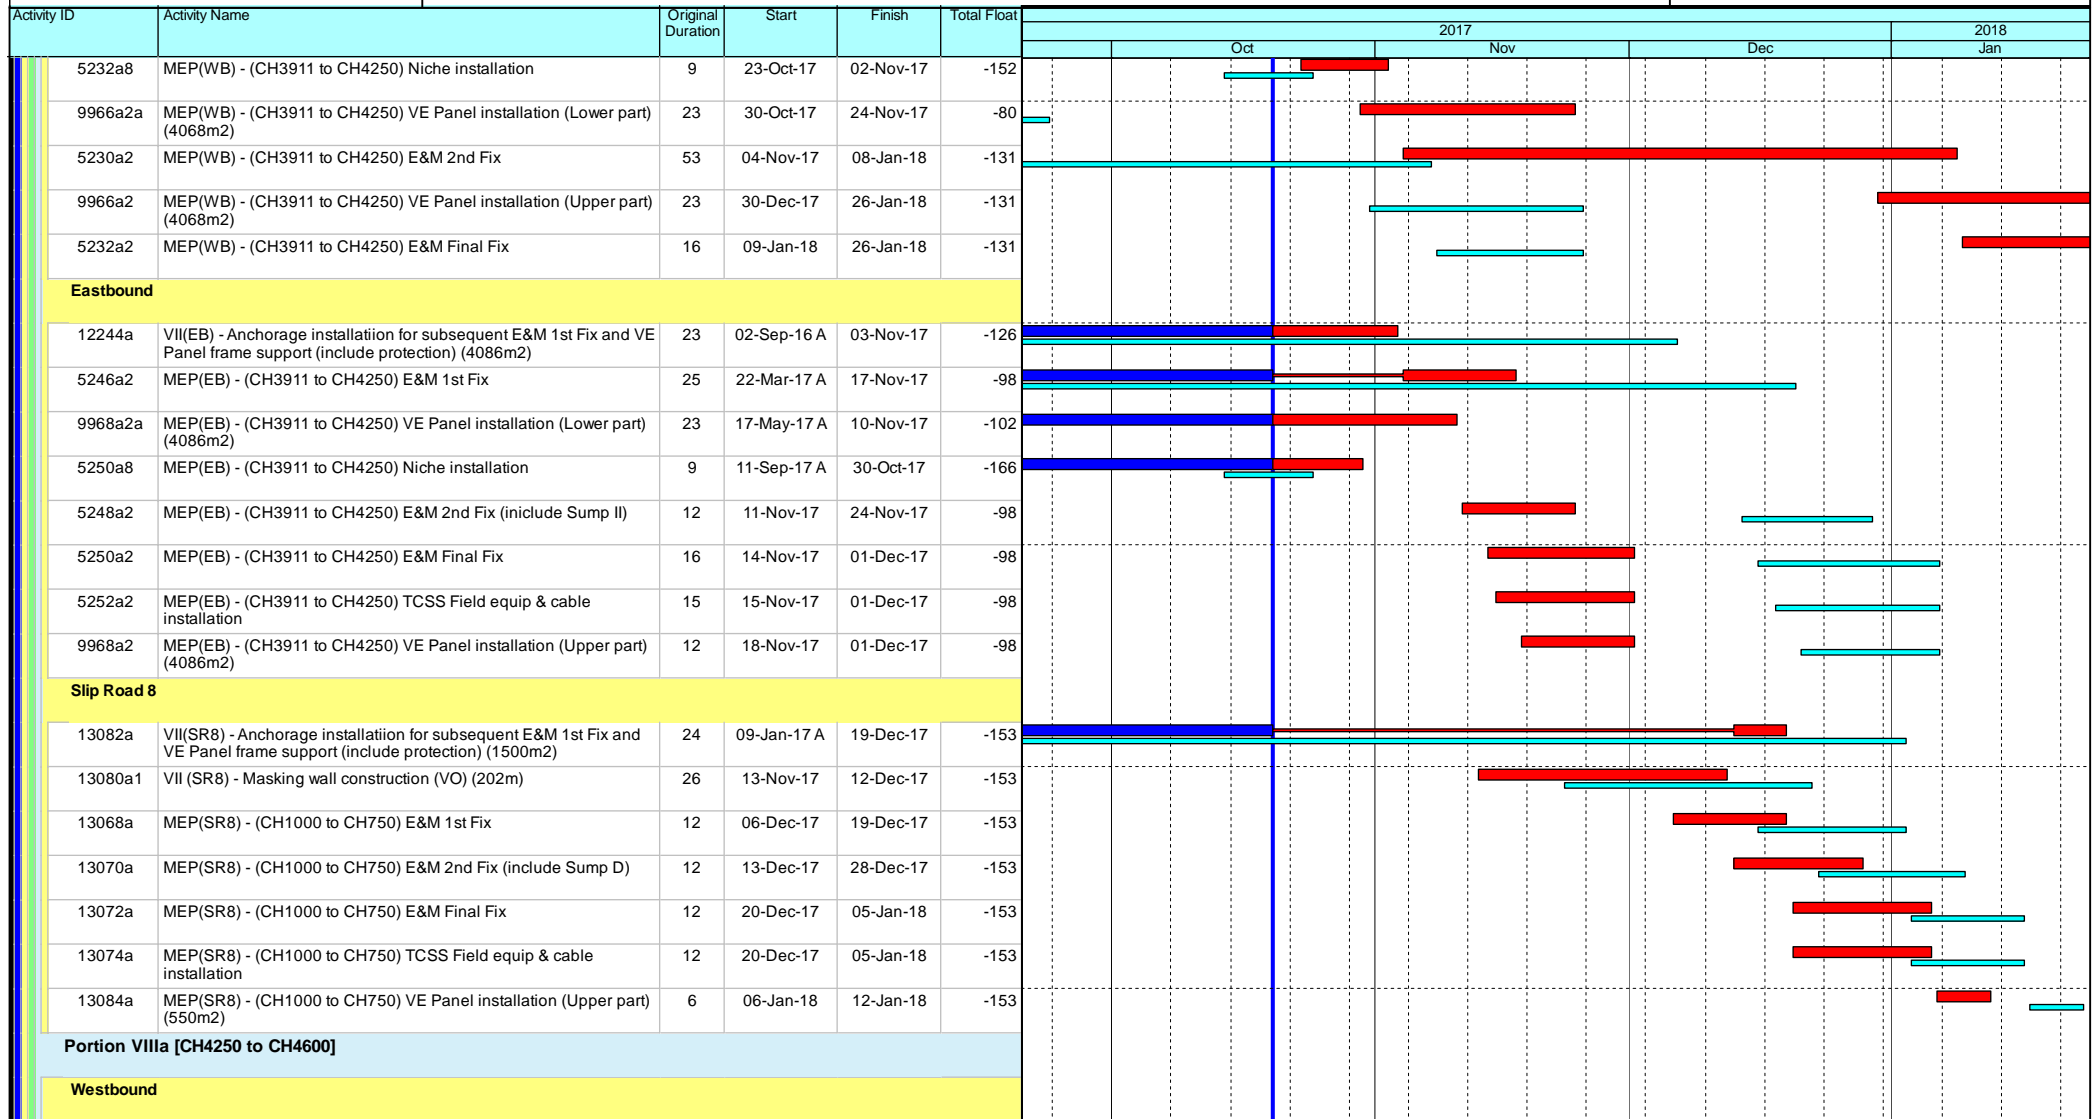 Activity ID Activity Name Original Start Finish Total Float
Duration
2017 2018
Oct Nov Dec Jan
5232a8 MEP(WB) - (CH3911 to CH4250) Niche installation 9 23-Oct-17 02-Nov-17 -152
9966a2a MEP(WB) - (CH3911 to CH4250) VE Panel installation (Lower part) 23 30-Oct-17 24-Nov-17 -80
(4068m2)
5230a2 MEP(WB) - (CH3911 to CH4250) E&M 2nd Fix 53 04-Nov-17 08-Jan-18 -131
9966a2 MEP(WB) - (CH3911 to CH4250) VE Panel installation (Upper part) 23 30-Dec-17 26-Jan-18 -131
(4068m2)
5232a2 MEP(WB) - (CH3911 to CH4250) E&M Final Fix 16 09-Jan-18 26-Jan-18 -131
Eastbound
12244a VII(EB) - Anchorage installatiion for subsequent E&M 1st Fix and VE 23 02-Sep-16 A 03-Nov-17 -126
Panel frame support (include protection) (4086m2)
5246a2 MEP(EB) - (CH3911 to CH4250) E&M 1st Fix 25 22-Mar-17 A 17-Nov-17 -98
9968a2a MEP(EB) - (CH3911 to CH4250) VE Panel installation (Lower part) 23 17-May-17 A 10-Nov-17 -102
(4086m2)
5250a8 MEP(EB) - (CH3911 to CH4250) Niche installation 9 11-Sep-17 A 30-Oct-17 -166
5248a2 MEP(EB) - (CH3911 to CH4250) E&M 2nd Fix (iniclude Sump II) 12 11-Nov-17 24-Nov-17 -98
5250a2 MEP(EB) - (CH3911 to CH4250) E&M Final Fix 16 14-Nov-17 01-Dec-17 -98
5252a2 MEP(EB) - (CH3911 to CH4250) TCSS Field equip & cable 15 15-Nov-17 01-Dec-17 -98
installation
9968a2 MEP(EB) - (CH3911 to CH4250) VE Panel installation (Upper part) 12 18-Nov-17 01-Dec-17 -98
(4086m2)
Slip Road 8
13082a VII(SR8) - Anchorage installatiion for subsequent E&M 1st Fix and 24 09-Jan-17 A 19-Dec-17 -153
VE Panel frame support (include protection) (1500m2)
13080a1 VII (SR8) - Masking wall construction (VO) (202m) 26 13-Nov-17 12-Dec-17 -153
13068a MEP(SR8) - (CH1000 to CH750) E&M 1st Fix 12 06-Dec-17 19-Dec-17 -153
13070a MEP(SR8) - (CH1000 to CH750) E&M 2nd Fix (include Sump D) 12 13-Dec-17 28-Dec-17 -153
13072a MEP(SR8) - (CH1000 to CH750) E&M Final Fix 12 20-Dec-17 05-Jan-18 -153
13074a MEP(SR8) - (CH1000 to CH750) TCSS Field equip & cable 12 20-Dec-17 05-Jan-18 -153
installation
13084a MEP(SR8) - (CH1000 to CH750) VE Panel installation (Upper part) 6 06-Jan-18 12-Jan-18 -153
(550m2)
Portion VIIIa [CH4250 to CH4600]
Westbound